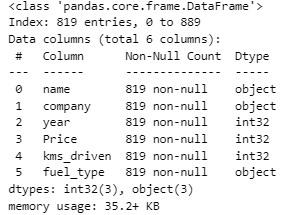 <class 'pandas.core.frame.DataFrame'>
Index: 819 entries, 0 to 889
Data columns (total 6 columns):
 #   Column      Non-Null Count  Dtype
---  ------      --------------  -----
 0   name        819 non-null    object
 1   company     819 non-null    object
 2   year        819 non-null    int32
 3   Price       819 non-null    int32
 4   kms_driven  819 non-null    int32
 5   fuel_type   819 non-null    object
dtypes: int32(3), object(3)
memory usage: 35.2+ KB